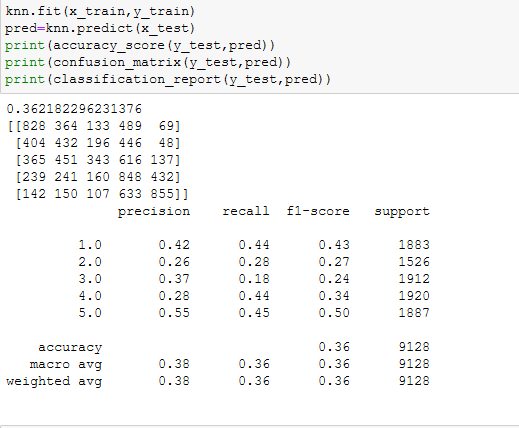 knn.fit(x_train,y_train)
pred=knn.predict(x_test)
print(accuracy_score(y_test,pred))
print(confusion_matrix(y_test,pred))
print(classification_report(y_test,pred))
0.362182296231376
[[828 364 133 489  69]
 [404 432 196 446  48]
 [365 451 343 616 137]
 [239 241 160 848 432]
 [142 150 107 633 855]]
              precision    recall  f1-score   support

         1.0       0.42      0.44      0.43      1883
         2.0       0.26      0.28      0.27      1526
         3.0       0.37      0.18      0.24      1912
         4.0       0.28      0.44      0.34      1920
         5.0       0.55      0.45      0.50      1887

    accuracy                           0.36      9128
   macro avg       0.38      0.36      0.36      9128
weighted avg       0.38      0.36      0.36      9128